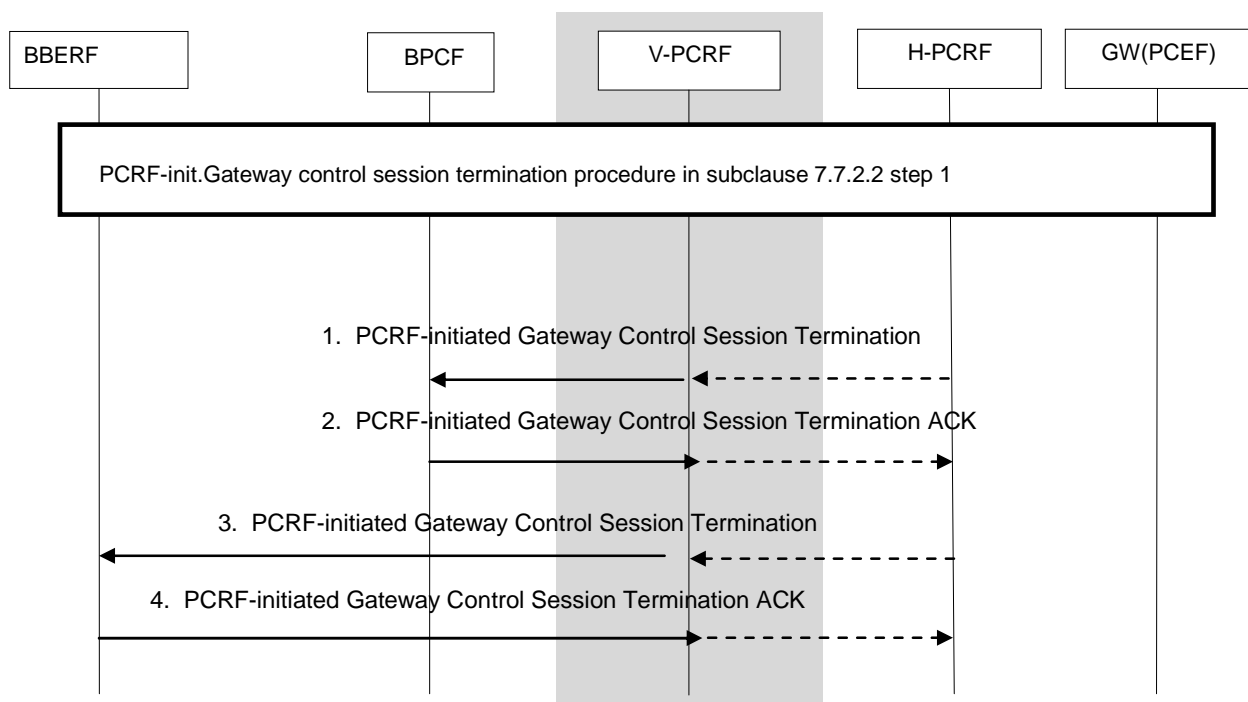 BBERF
BPCF
V-PCRF
H-PCRF
GW(PCEF)
PCRF-init.Gateway control session termination procedure in subclause 7.7.2.2 step 1
1. PCRF-initiated Gateway Control Session Termination
2. PCRF-initiated Gateway Control Session Termination ACK
3. PCRF-initiated Gateway Control Session Termination
4. PCRF-initiated Gateway Control Session Termination ACK